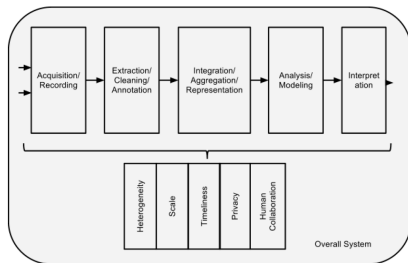 Acquisition/
Recording
Extraction/
Cleaning/
Annotation
Integration/
Aggregation/
Representation
Analysis/
Modeling
Interpret
ation
Heterogeneity
Scale
Timeliness
Privacy
Human
Collaboration
Overall System